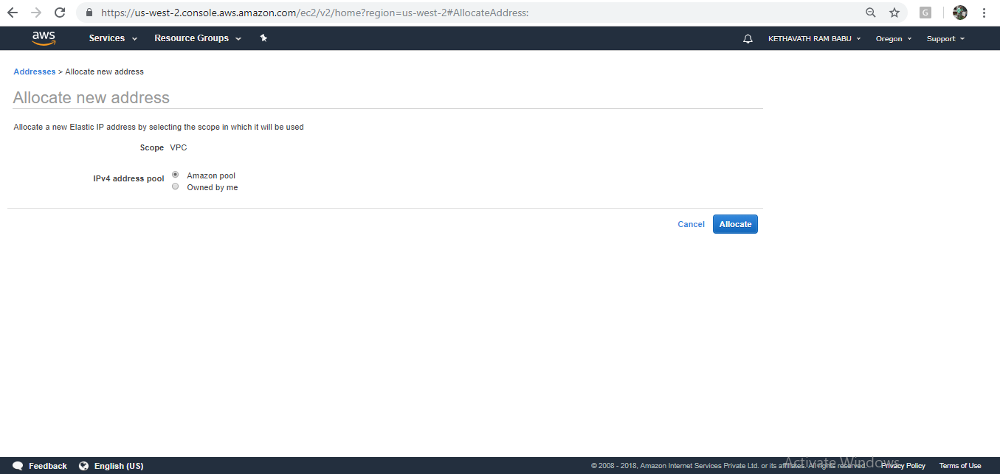 https://us-west-2.console.aws.amazon.com/ec2/v2/home?region=us-west-2#AllocateAddress:
G
aws Services Resource Groups KETHAVATH RAM BABU Oregon Support
Addresses > Allocate new address
Allocate new address
Allocate a new Elastic IP address by selecting the scope in which it will be used
Scope VPC
IPv4 address pool Amazon pool
Owned by me
Cancel Allocate
Activate Windows
Feedback English (US) © 2008 - 2018, Amazon Internet Services Private Ltd. or its affiliates. All rights reserved. Privacy Policy Terms of Use